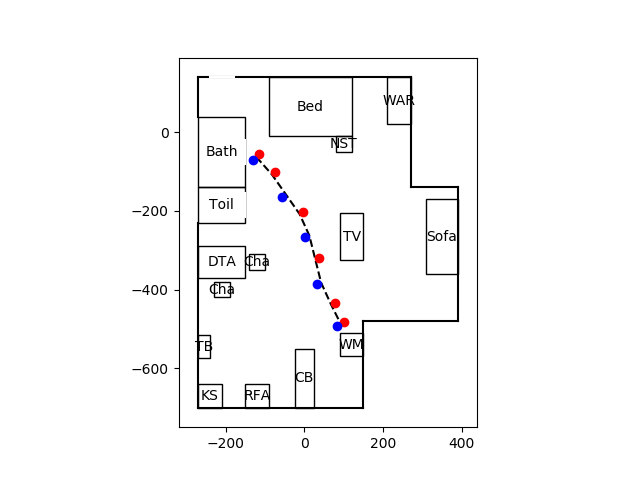 Bed
WAR
NST
0
Bath
Toil
−200
TV
Sofa
DTA
Cha
Cha
−400
TB
WM
CB
−600
KS
RFA
−200
0
200
400